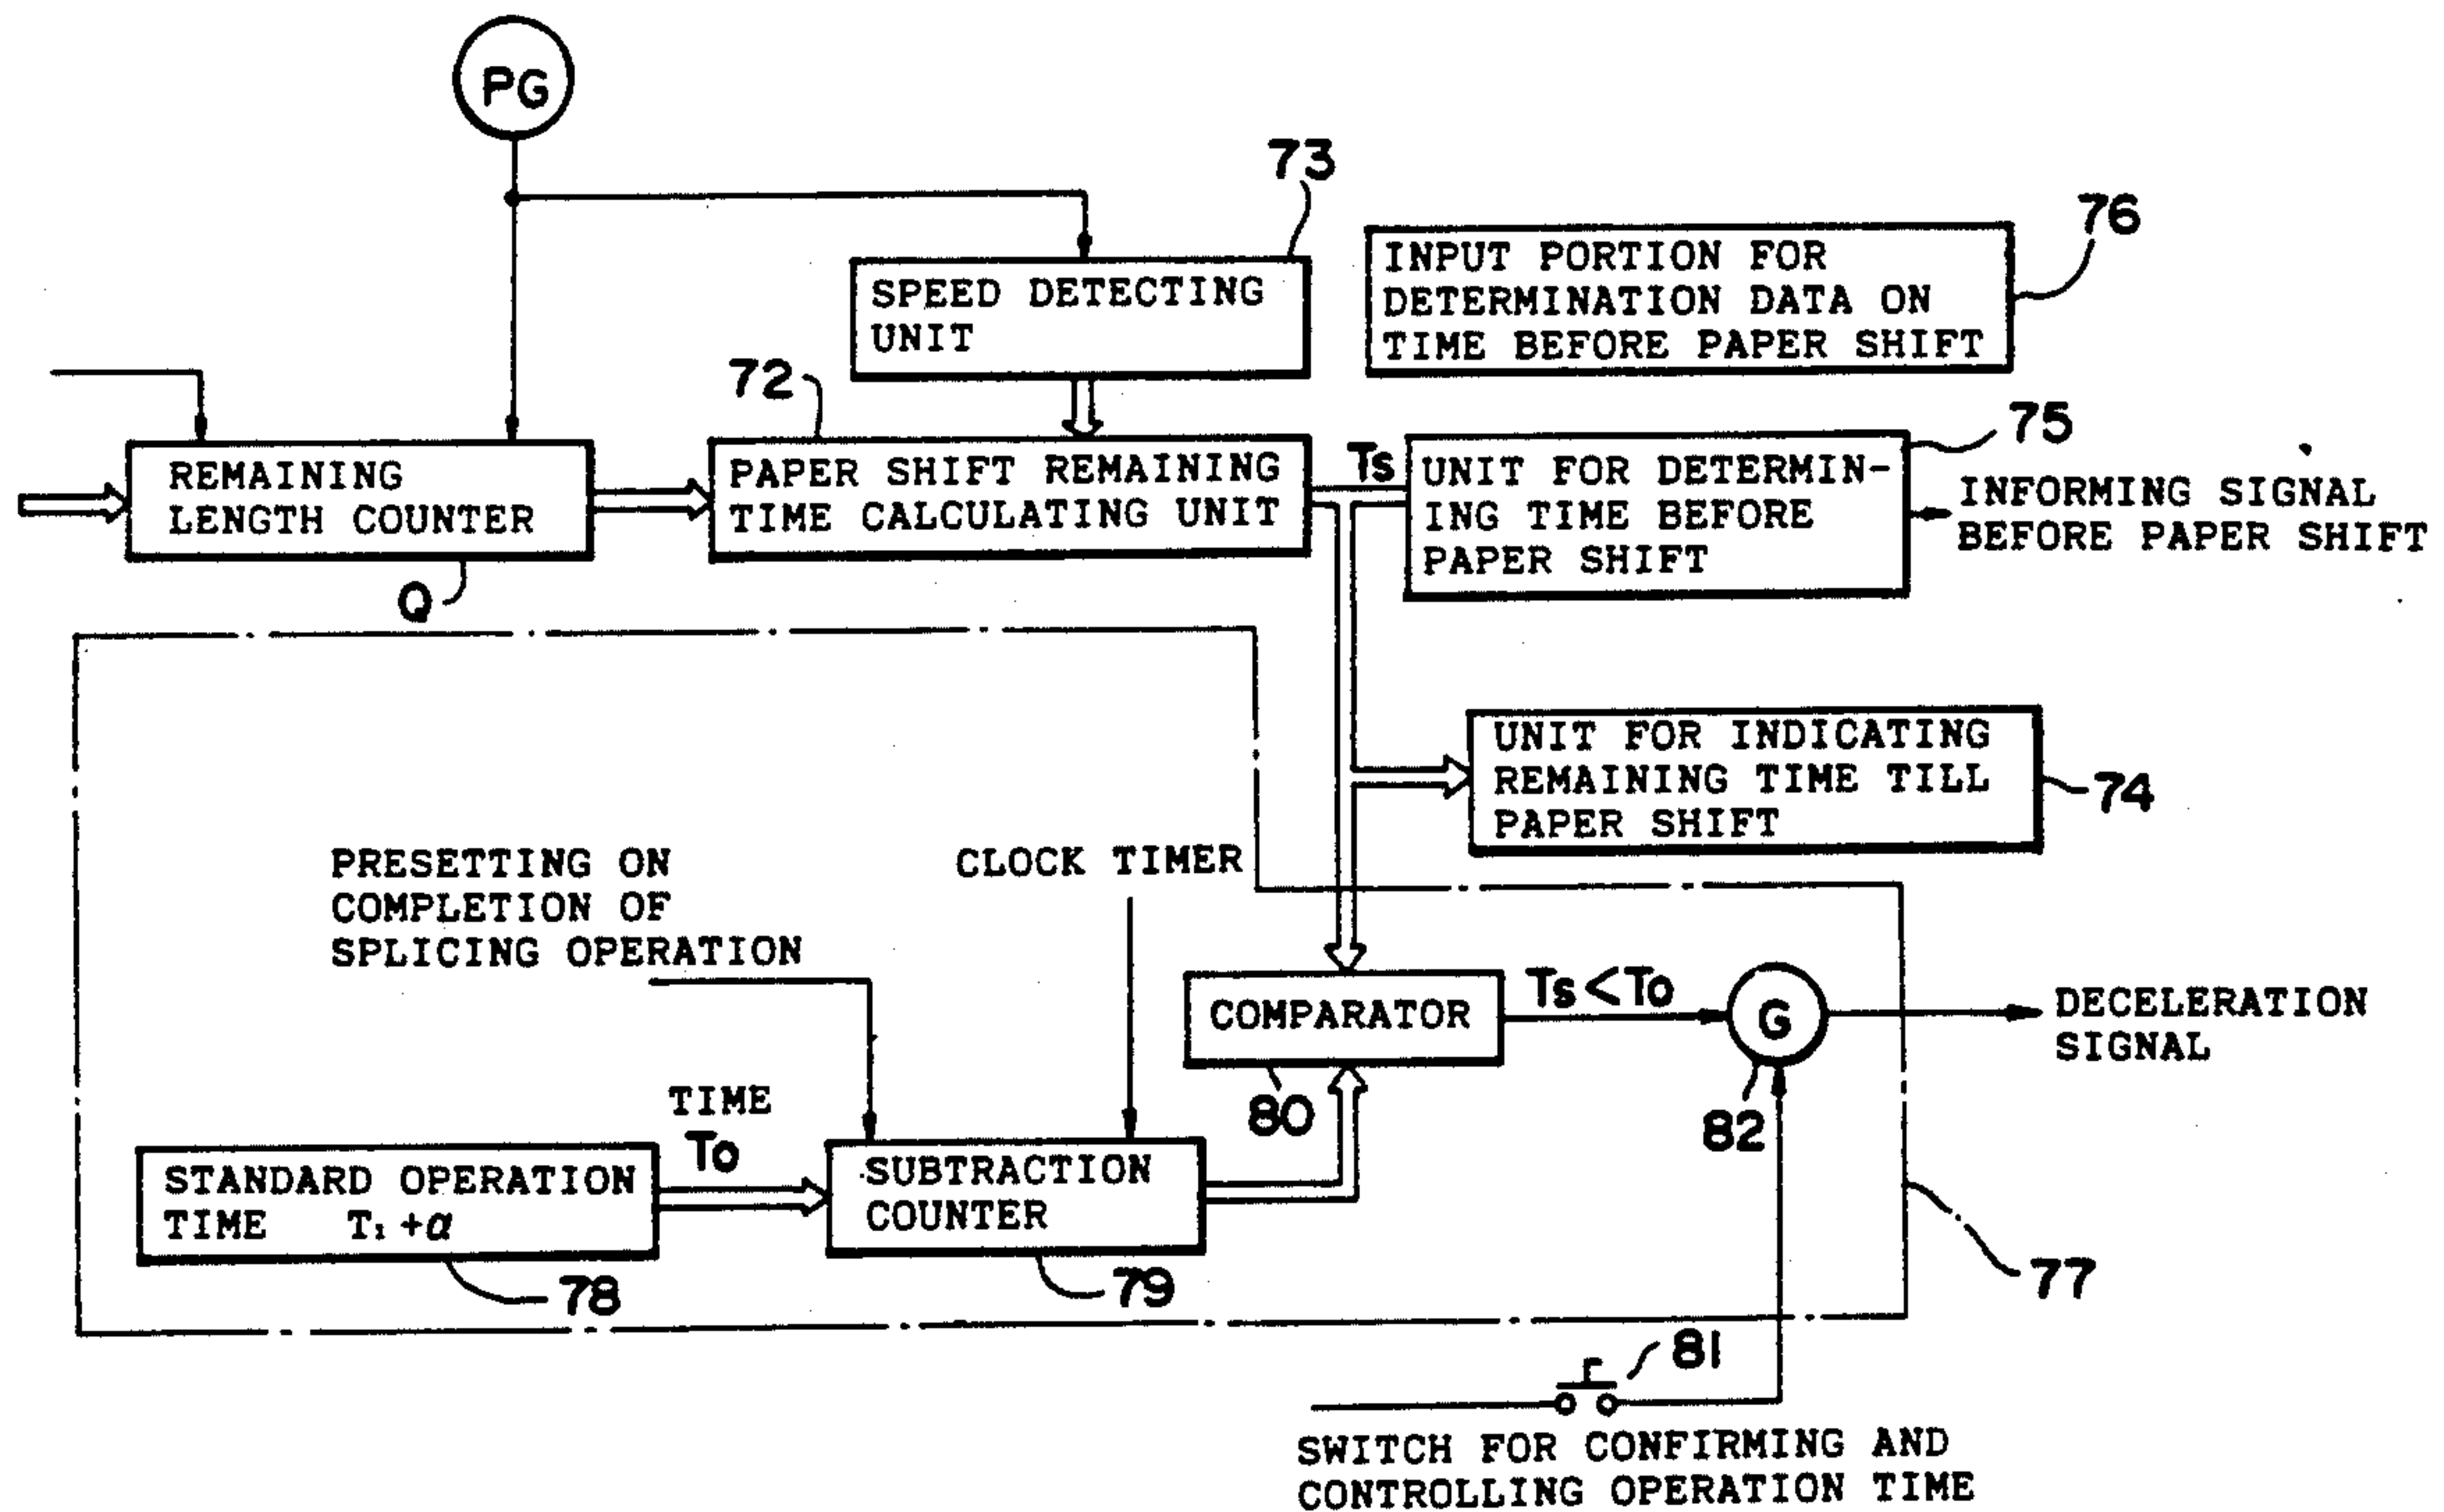 PG
73
SPEED DETECTING
UNIT
76
INPUT PORTION FOR
DETERMINATION DATA ON
TIME BEFORE PAPER SHIFT
72
REMAINING
LENGTH COUNTER
Q
PAPER SHIFT REMAINING
TIME CALCULATING UNIT
Ts
75
UNIT FOR DETERMIN-
ING TIME BEFORE
PAPER SHIFT
INFORMING SIGNAL
BEFORE PAPER SHIFT
UNIT FOR INDICATING
REMAINING TIME TILL
PAPER SHIFT
74
PRESETTING ON
COMPLETION OF
SPLICING OPERATION
CLOCK TIMER
COMPARATOR
80
Ts<To
G
82
DECELERATION
SIGNAL
STANDARD OPERATION
TIME T1+α
78
TIME
To
SUBTRACTION
COUNTER
79
77
81
SWITCH FOR CONFIRMING AND
CONTROLLING OPERATION TIME